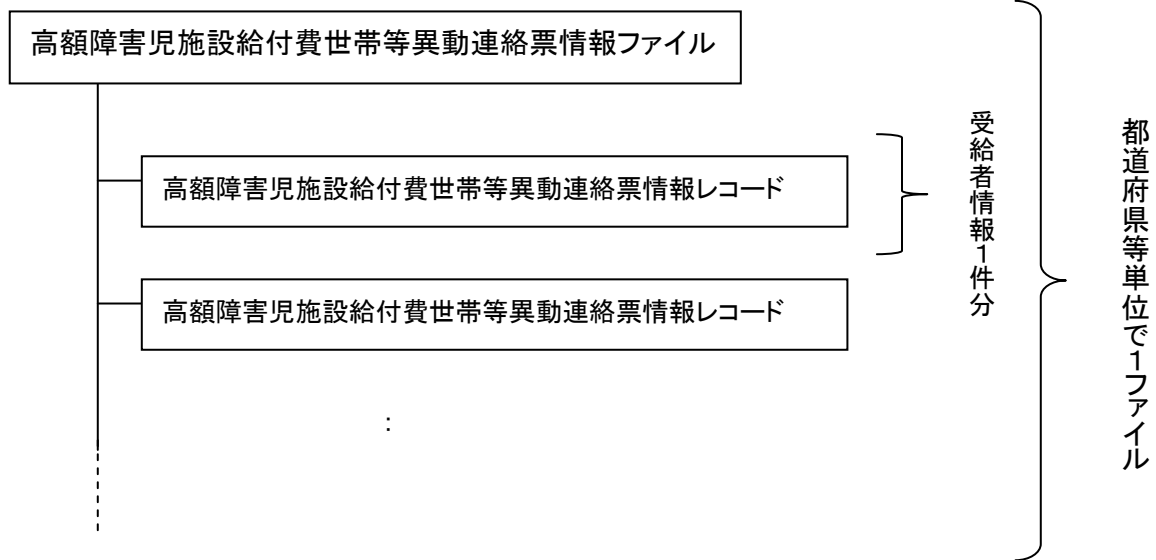 高額障害児施設給付費世帯等異動連絡票情報ファイル
高額障害児施設給付費世帯等異動連絡票情報レコード
高額障害児施設給付費世帯等異動連絡票情報レコード
:
受給者情報1件分
都道府県等単位で1ファイル